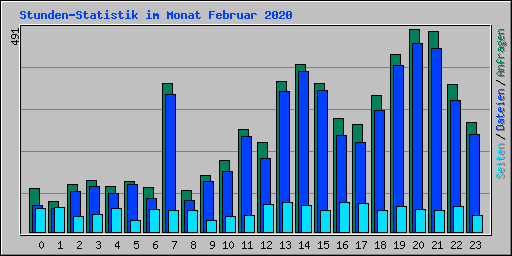 Stunden-Statistik im Monat Februar 2020
491
Seiten / Dateien / Anfragen
0 1 2 3 4 5 6 7 8 9 10 11 12 13 14 15 16 17 18 19 20 21 22 23